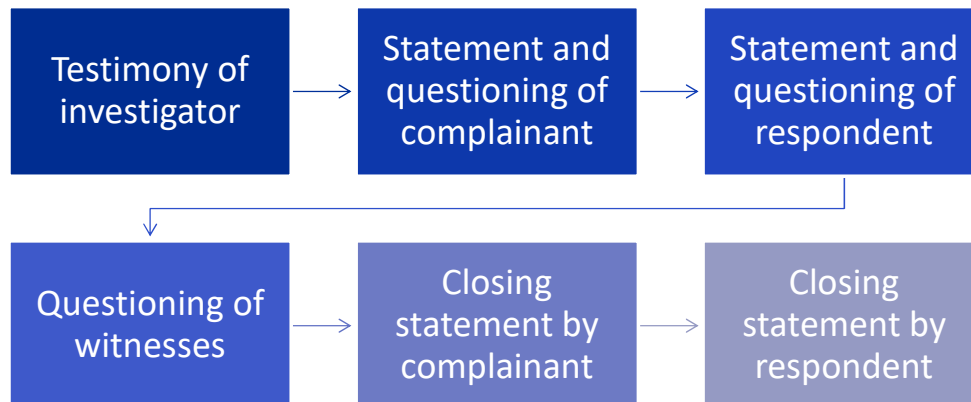 Testimony of
investigator
Statement and
questioning of
complainant
Statement and
questioning of
respondent
Questioning of
witnesses
Closing
statement by
complainant
Closing
statement by
respondent